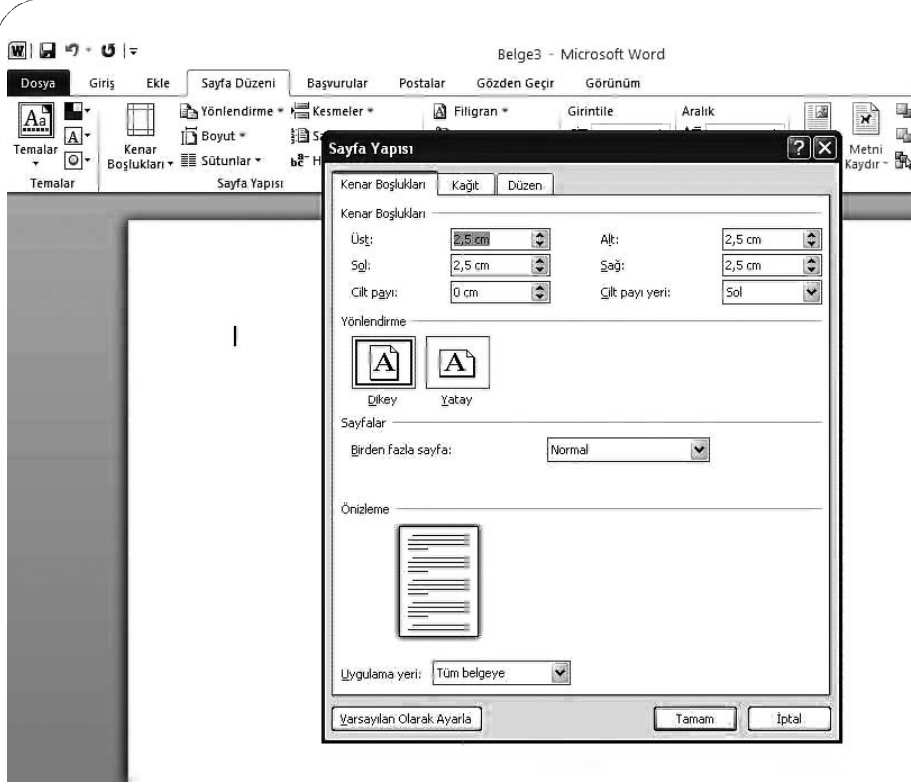 Belge3 - Microsoft Word
Dosya Giriş Ekle Sayfa Düzeni Başvurular Postalar Gözden Geçir Görünüm
Yönlendirme Kesmeler Filigran Girintile Aralık
Aa A
Boyut
Temalar Kenar Boşlukları Sütunlar Metni Kaydır
Temalar Sayfa Yapısı
Sayfa Yapısı
Kenar Boşlukları Kağıt Düzen
Kenar Boşlukları
Üst: 2,5 cm Alt: 2,5 cm
Sol: 2,5 cm Sağ: 2,5 cm
Cilt payı: 0 cm Cilt payı yeri: Sol
Yönlendirme
A A
Dikey Yatay
Sayfalar
Birden fazla sayfa: Normal
Önizleme
Uygulama yeri: Tüm belgeye
Varsayılan Olarak Ayarla Tamam İptal